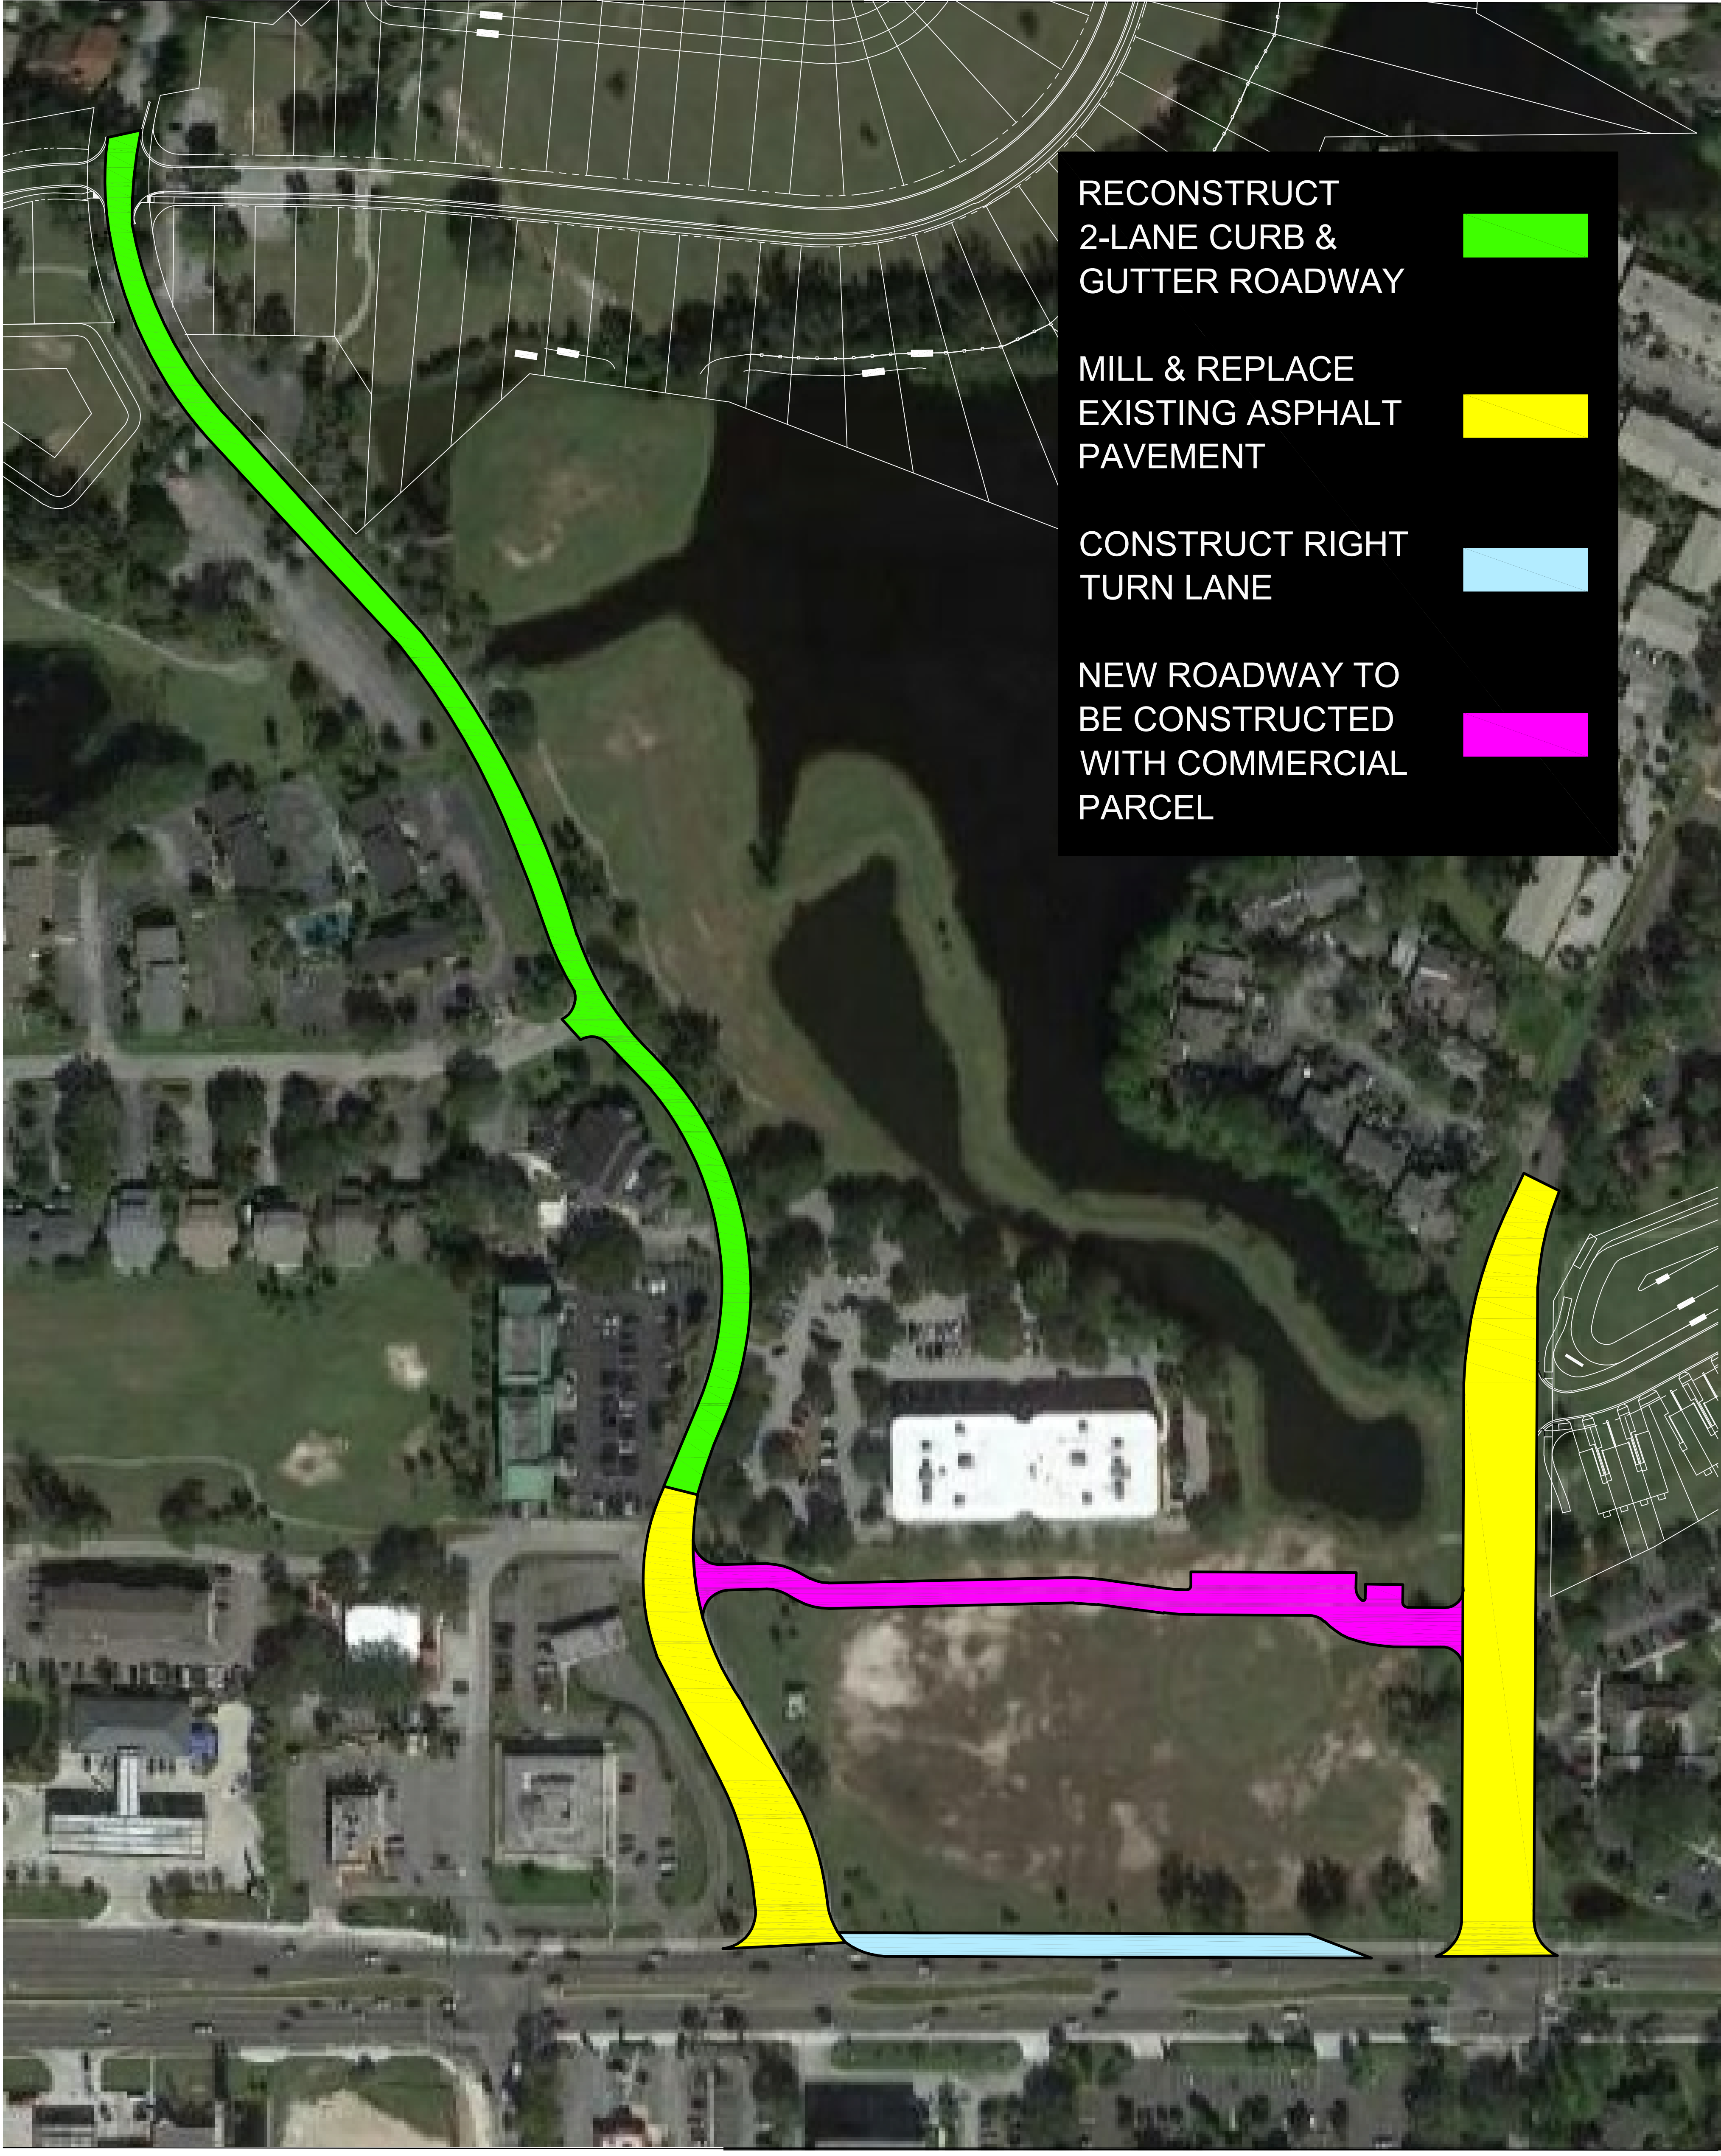 RECONSTRUCT
2-LANE CURB &
GUTTER ROADWAY
MILL & REPLACE
EXISTING ASPHALT
PAVEMENT
CONSTRUCT RIGHT
TURN LANE
NEW ROADWAY TO
BE CONSTRUCTED
WITH COMMERCIAL
PARCEL